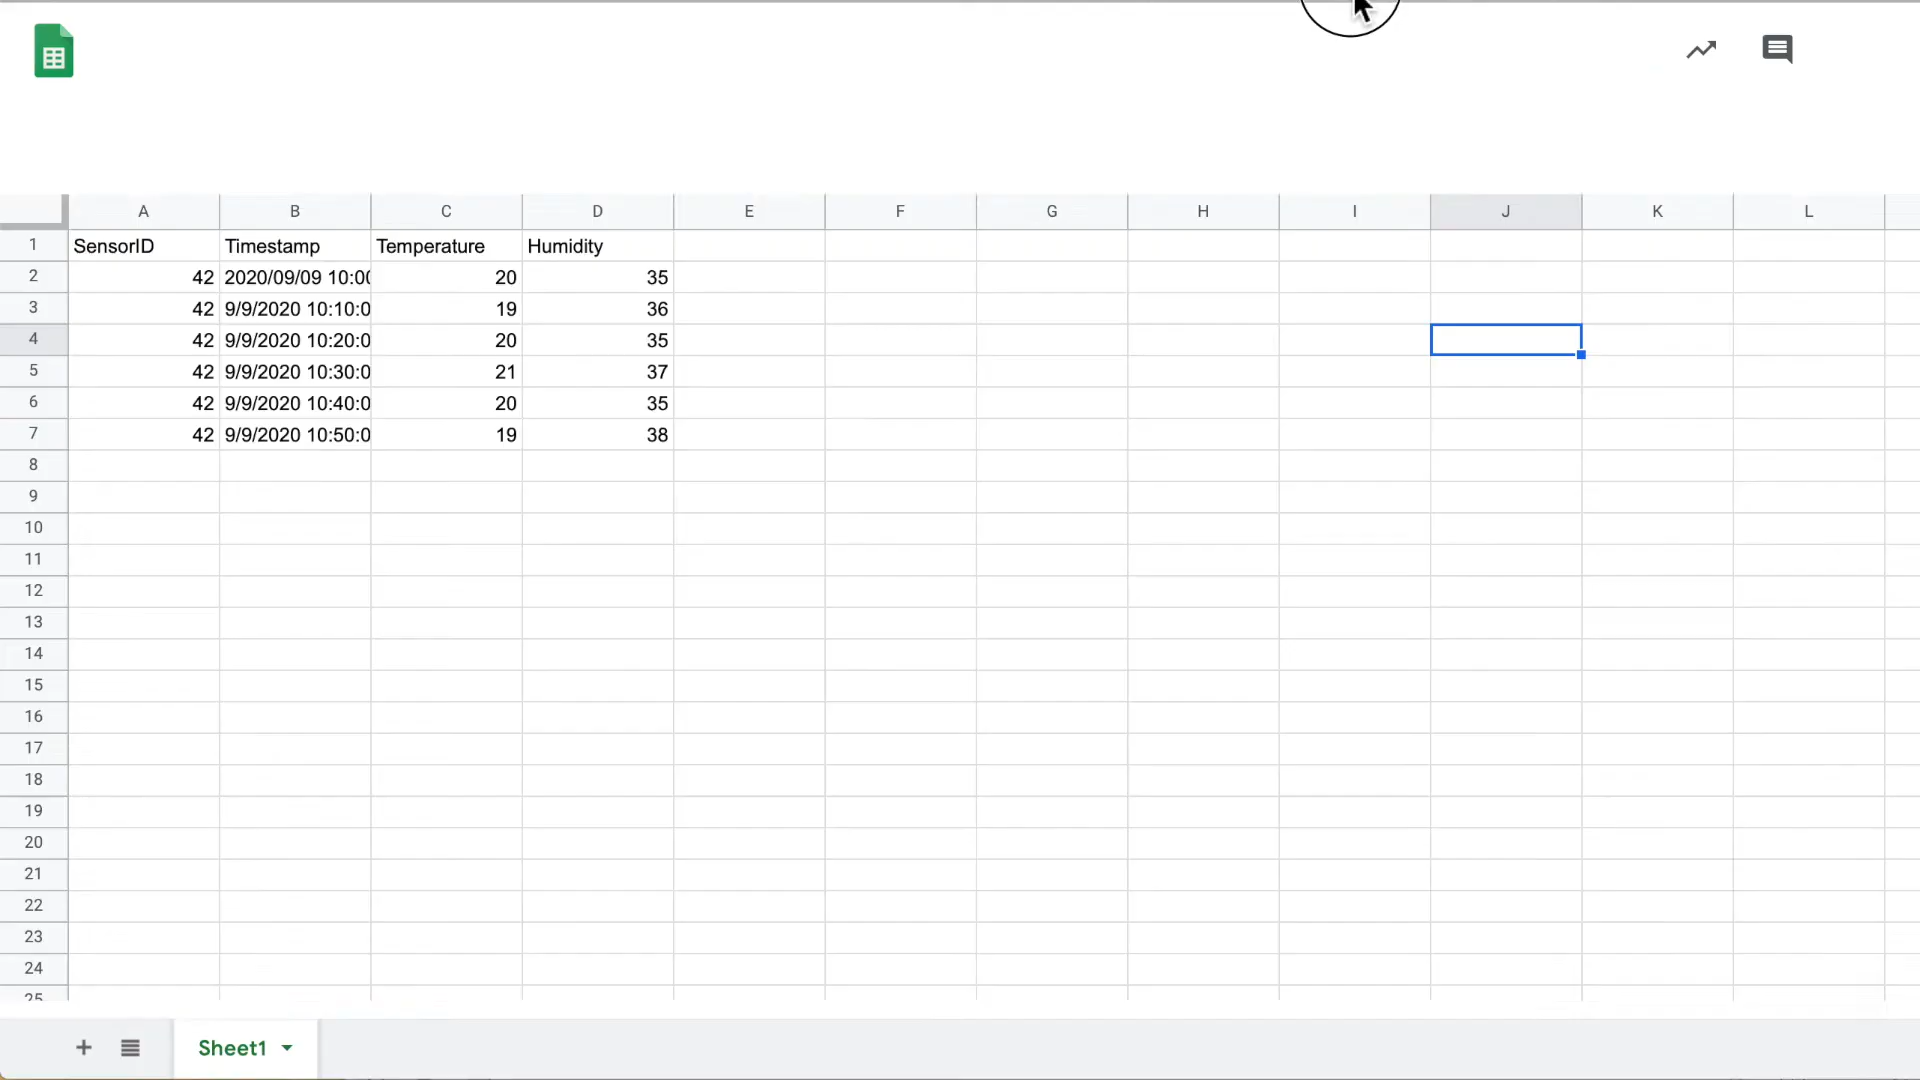 A B C D E F G H I J K L
1 SensorID Timestamp Temperature Humidity
2 42 2020/09/09 10:00 20 35
3 42 9/9/2020 10:10:0 19 36
4 42 9/9/2020 10:20:0 20 35
5 42 9/9/2020 10:30:0 21 37
6 42 9/9/2020 10:40:0 20 35
7 42 9/9/2020 10:50:0 19 38
8
9
10
11
12
13
14
15
16
17
18
19
20
21
22
23
24
25
+ Sheet1